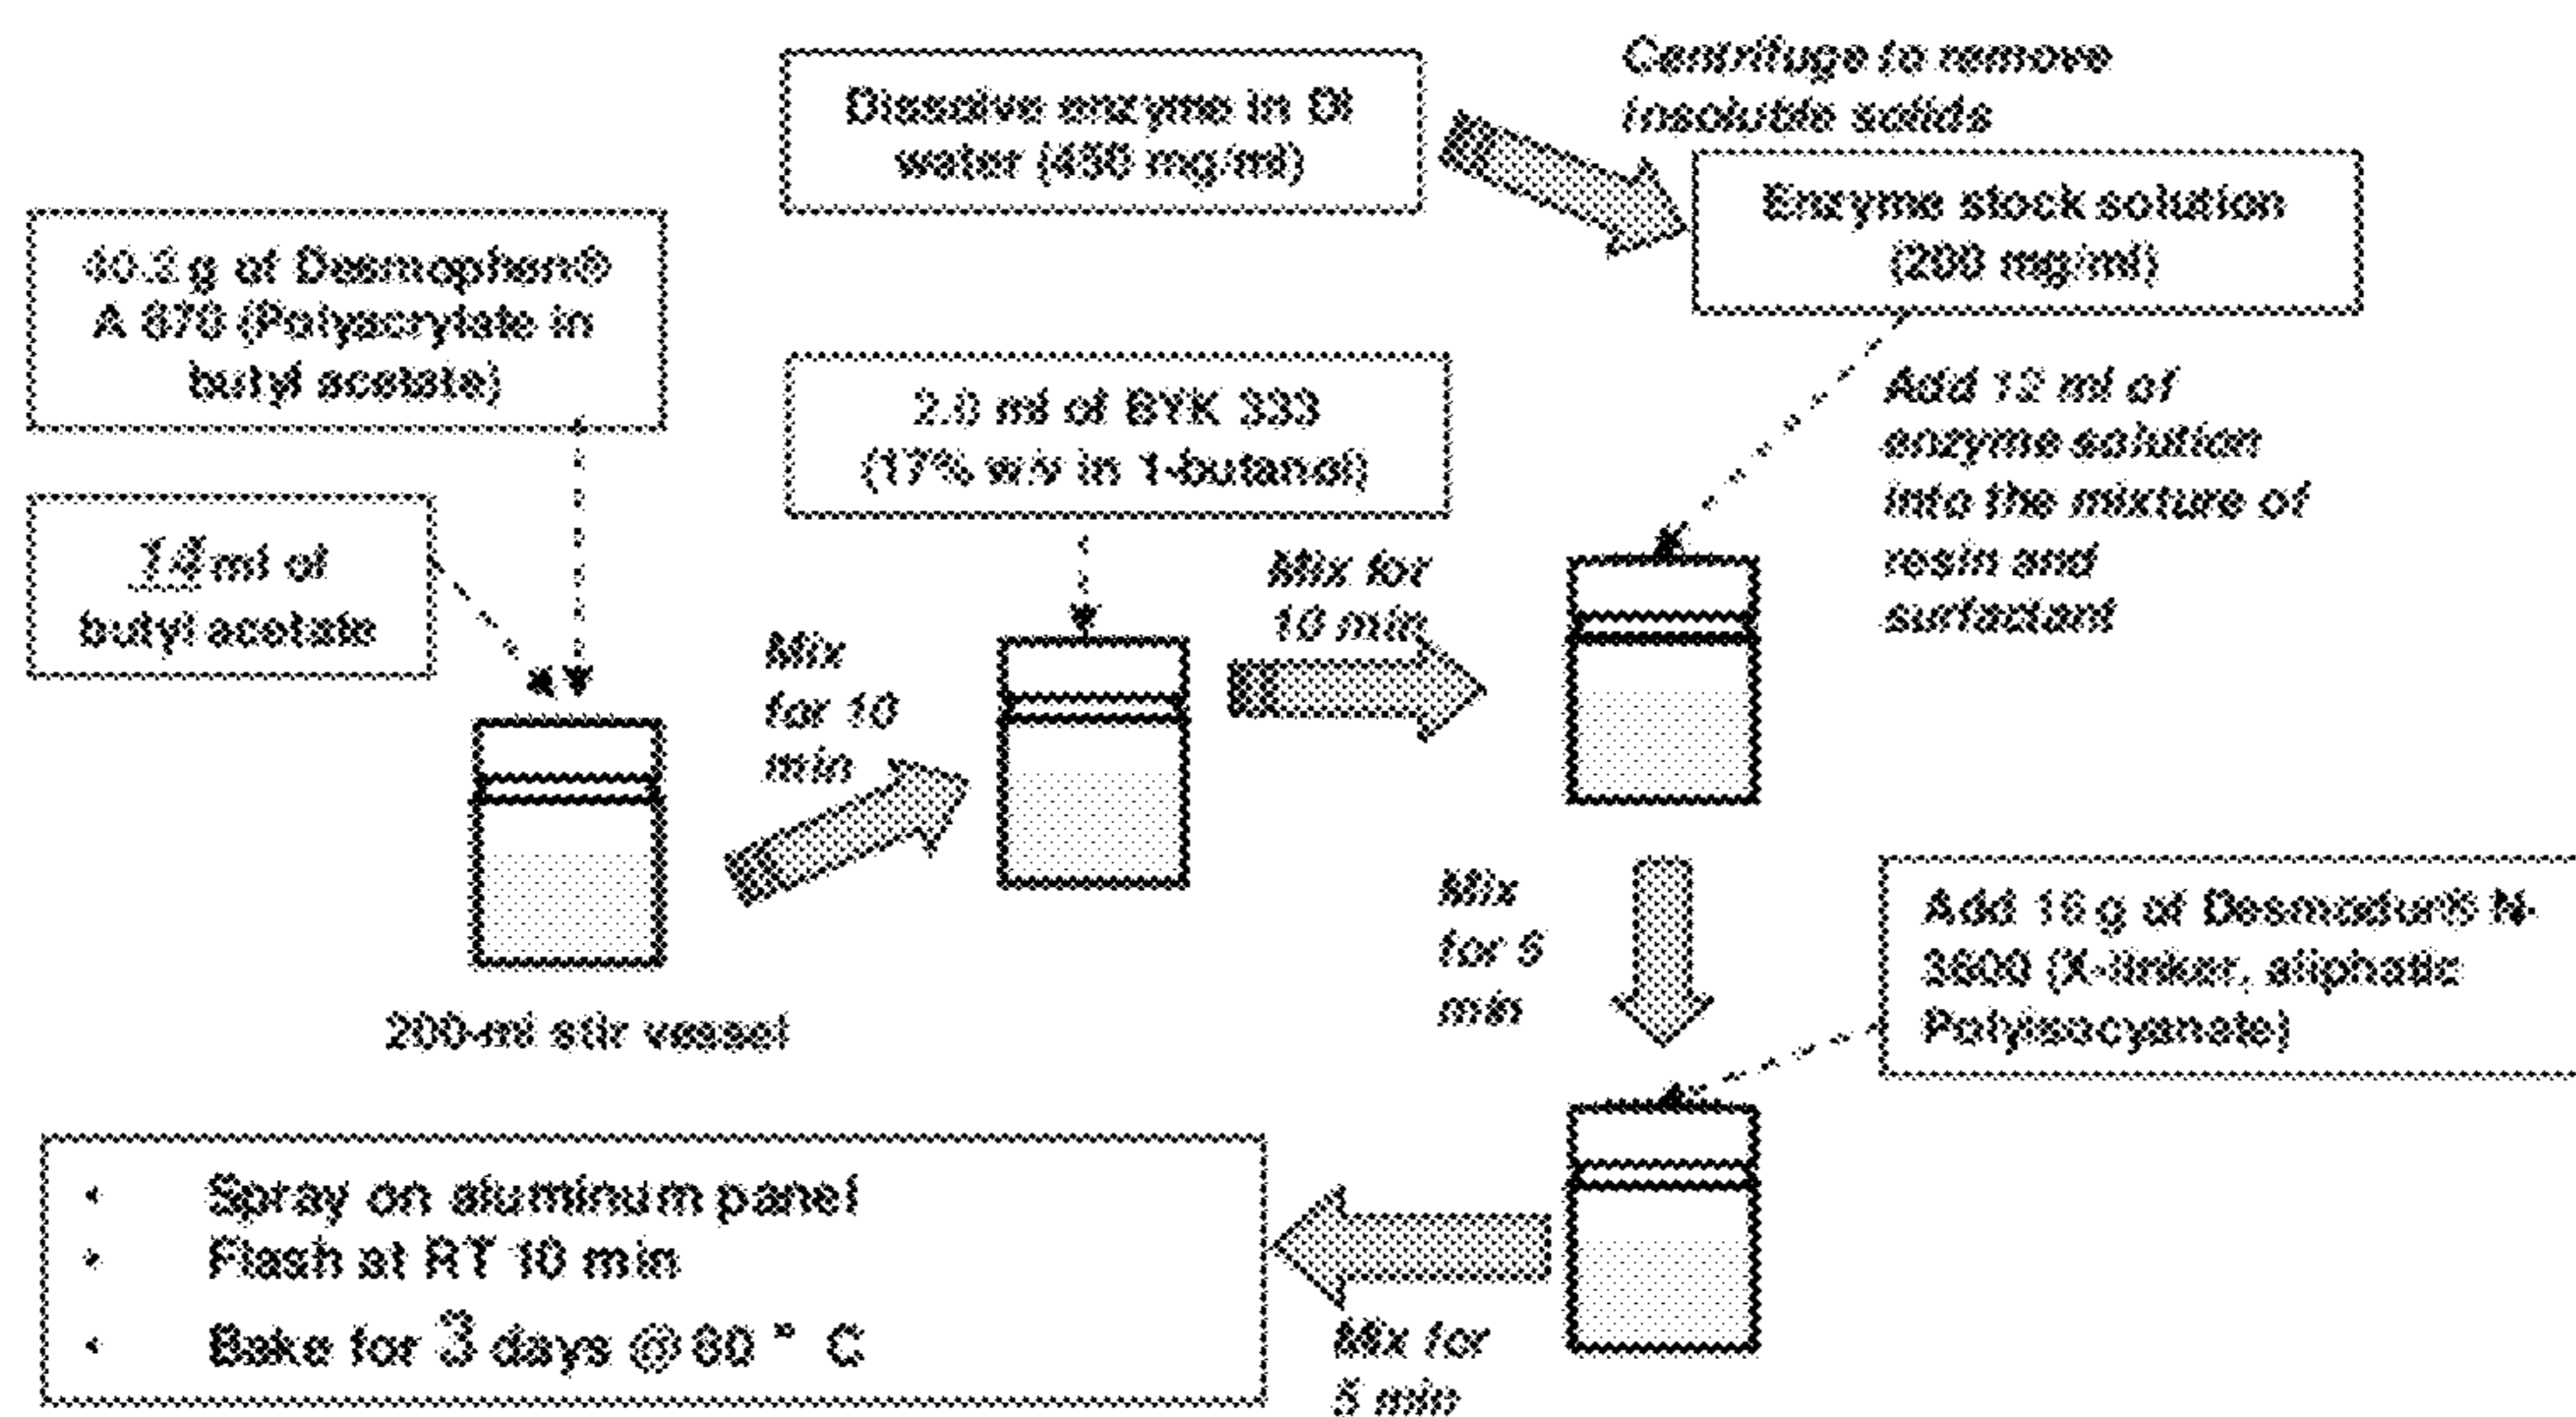 Centrifuge to remove
insoluble solids
Dissolve enzyme in DI
water (430 mg/ml)
Enzyme stock solution
(200 mg/ml)
40.2 g of Desmophen®
A 870 (Polyacrylate in
butyl acetate)
2.0 ml of BYK 333
(17% w/v in 1-butanol)
Add 12 ml of
enzyme solution
into the mixture of
resin and
surfactant
14 ml of
butyl acetate
Mix for
10 min
Mix
for 10
min
Mix
for 5
min
Add 16 g of Desmodur® N-
3600 (X-linker, aliphatic
Polyisocyanate)
200-ml stir vessel
• Spray on aluminum panel
• Flash at RT 10 min
• Bake for 3 days @ 60 ° C
Mix for
5 min